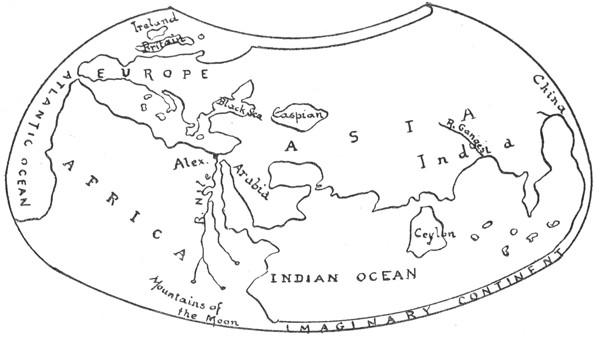 Ireland
Britain
ATLANTIC OCEAN
EUROPE
Black Sea
Caspian
ASIA
China
R. Ganges
India
Alex.
R. Nile
Arabia
AFRICA
Ceylon
INDIAN OCEAN
Mountains of
the Moon
IMAGINARY CONTINENT